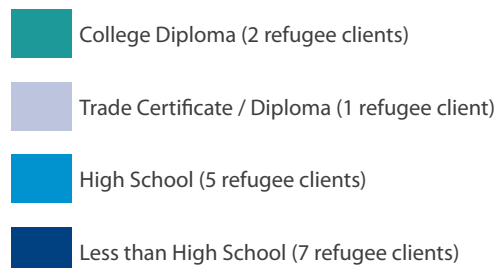 College Diploma (2 refugee clients)
Trade Certificate / Diploma (1 refugee client)
High School (5 refugee clients)
Less than High School (7 refugee clients)